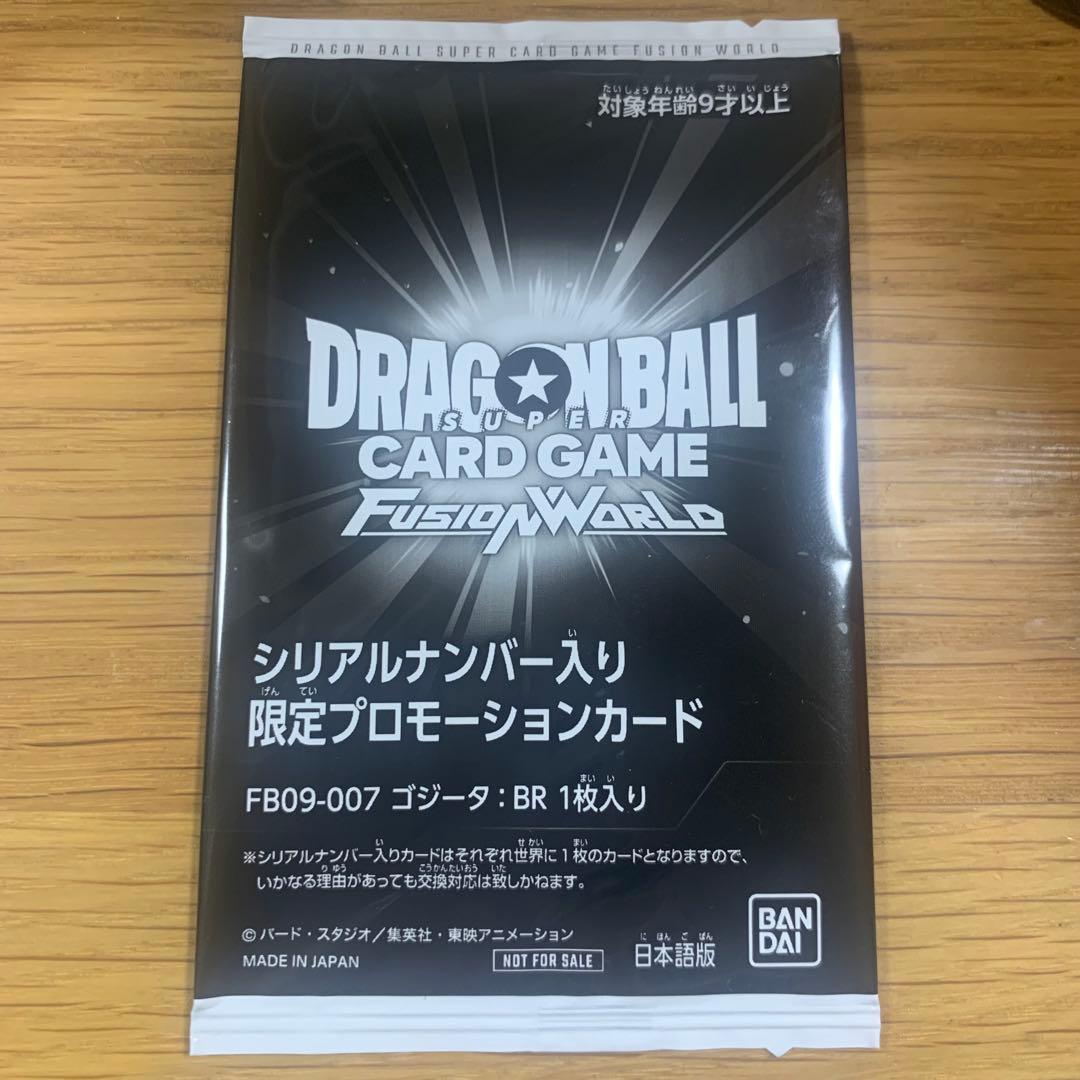 DRAGON BALL SUPER CARD GAME FUSION WORLD
たいしょうねんれい さいいじょう
対象年齢9才以上
DRAGON BALL
SUPER
CARD GAME
FUSION WORLD
い
シリアルナンバー入り
げん てい
限定プロモーションカード
まい い
FB09-007 ゴジータ:BR 1枚入り
い せかい まい
※シリアルナンバー入りカードはそれぞれ世界に1枚のカードとなりますので、
りゆう こうかんたいおう いた
いかなる理由があっても交換対応は致しかねます。
©バード・スタジオ/集英社・東映アニメーション
MADE IN JAPAN
NOT FOR SALE
に ほん ご ばん
日本語版
BAN
DAI